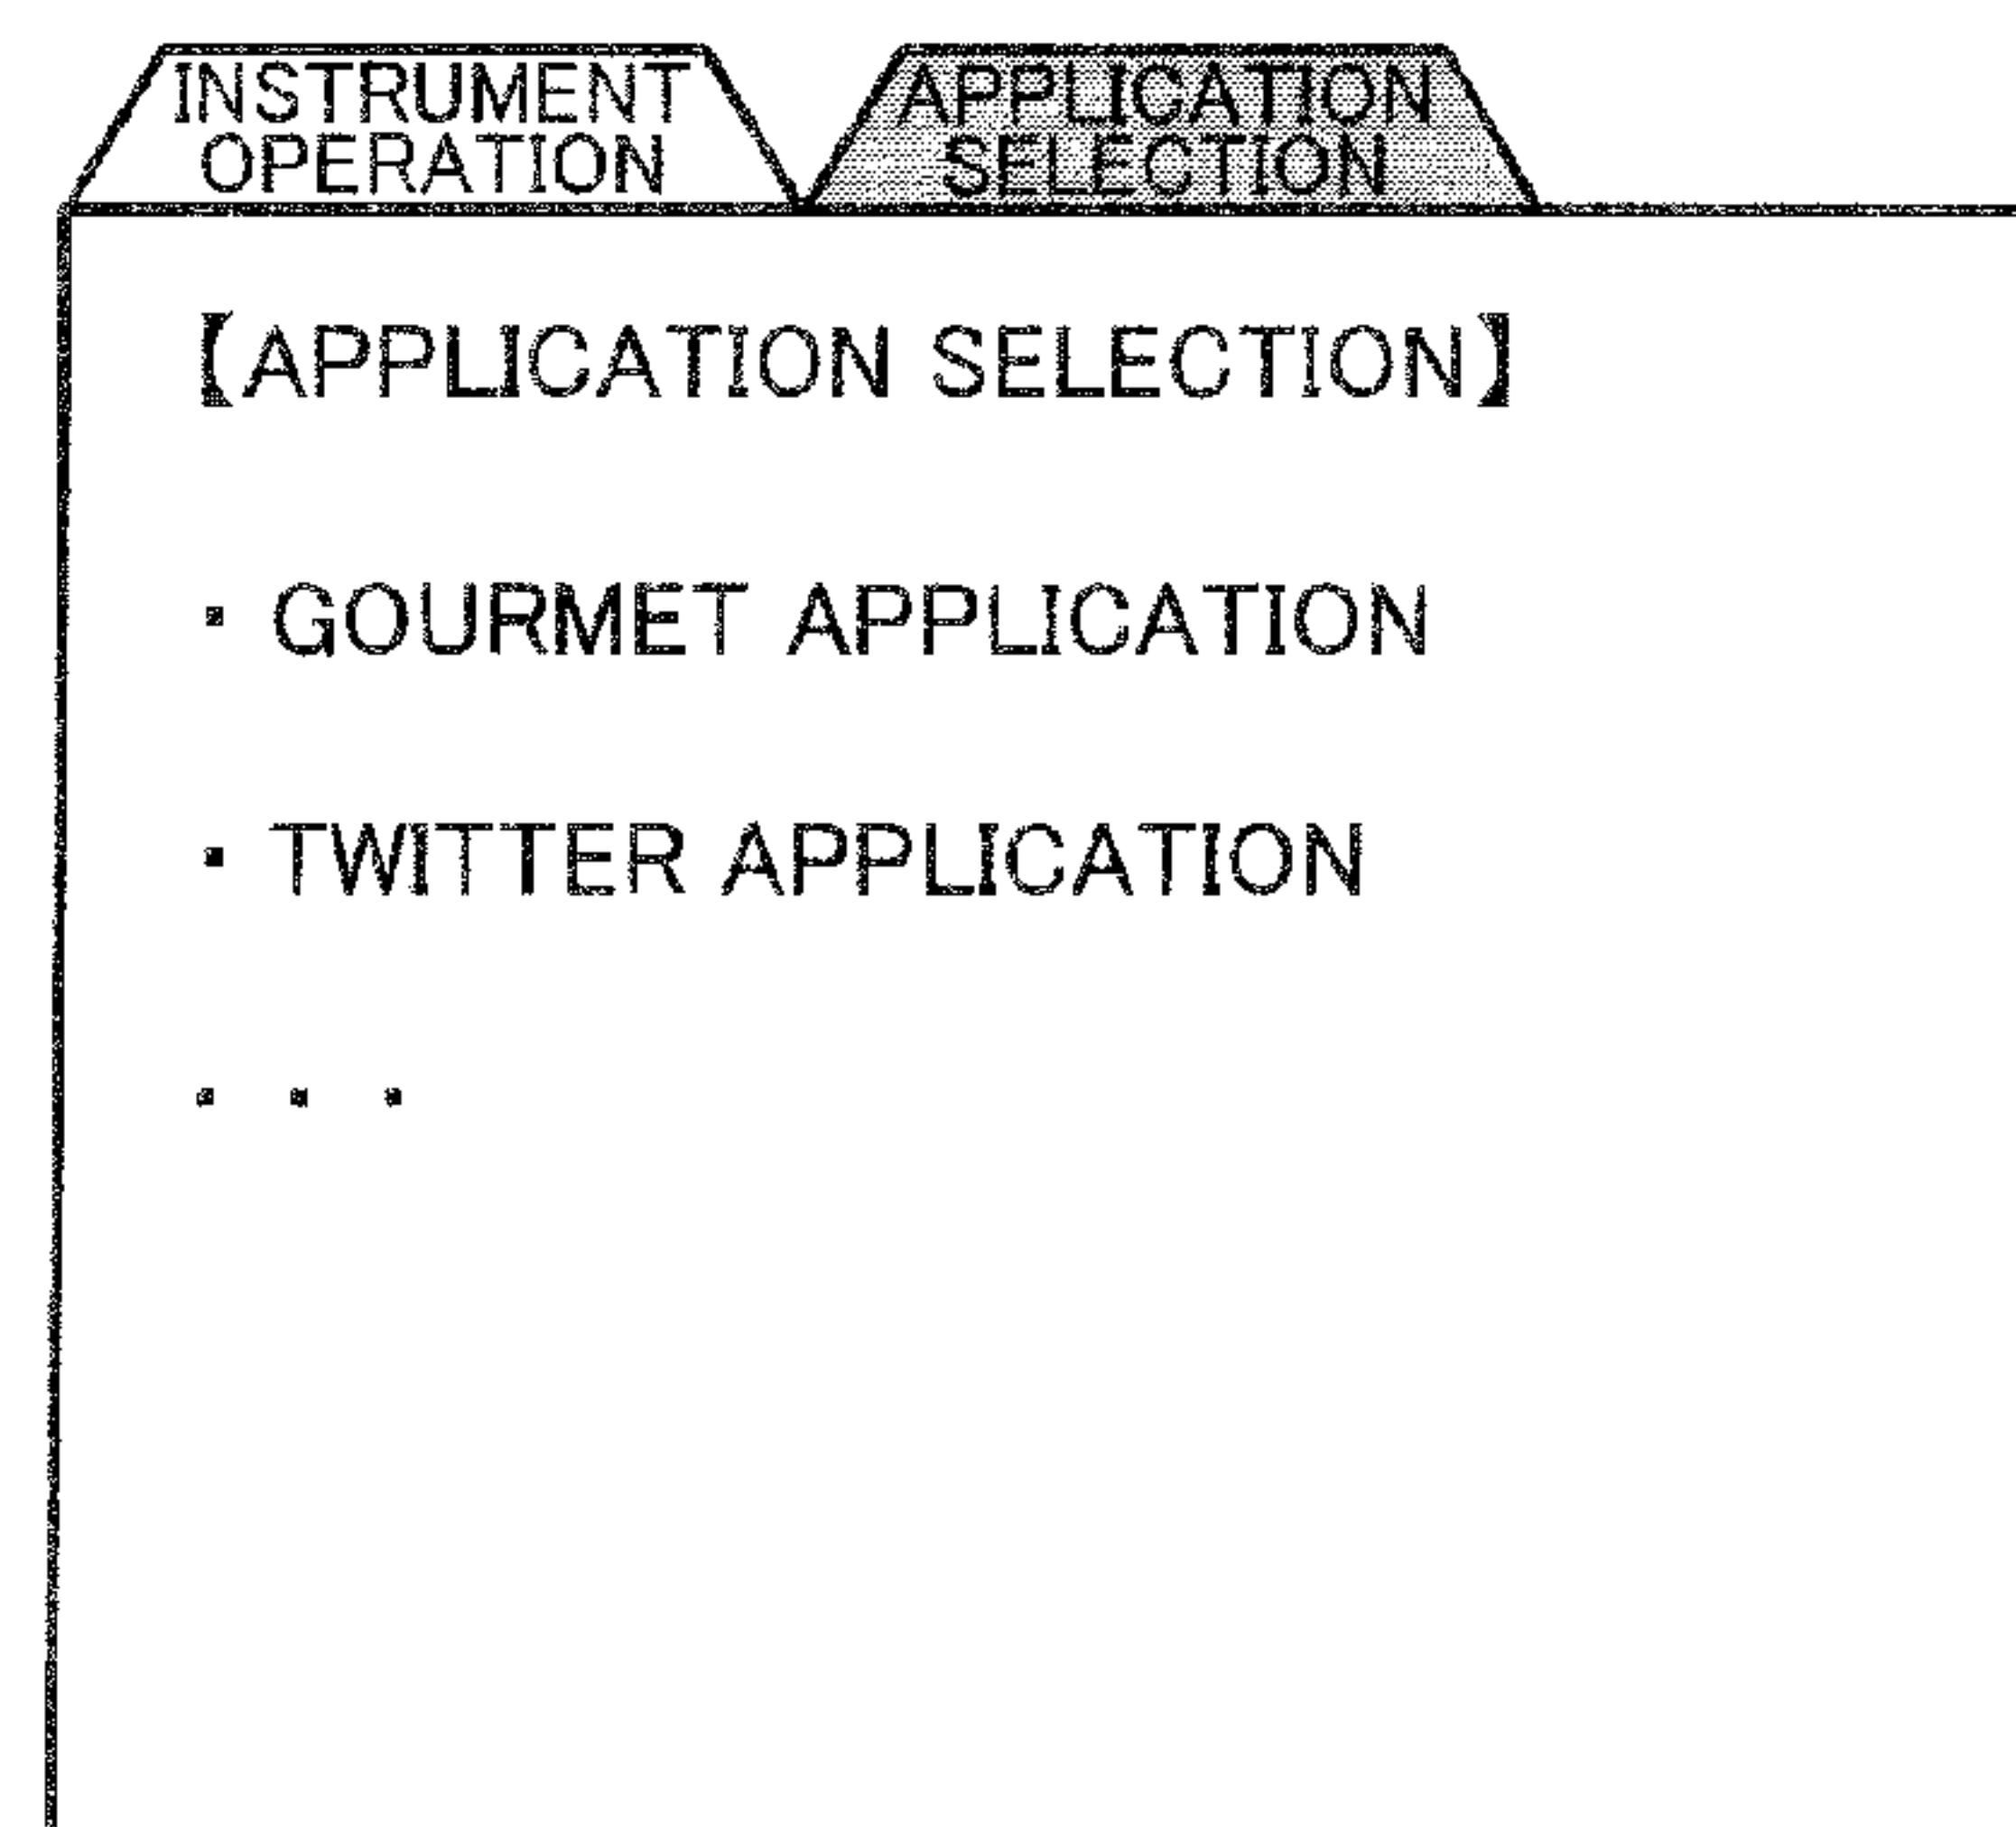 INSTRUMENT
OPERATION
APPLICATION
SELECTION
【APPLICATION SELECTION】
・ GOURMET APPLICATION
・ TWITTER APPLICATION
・ ・ ・